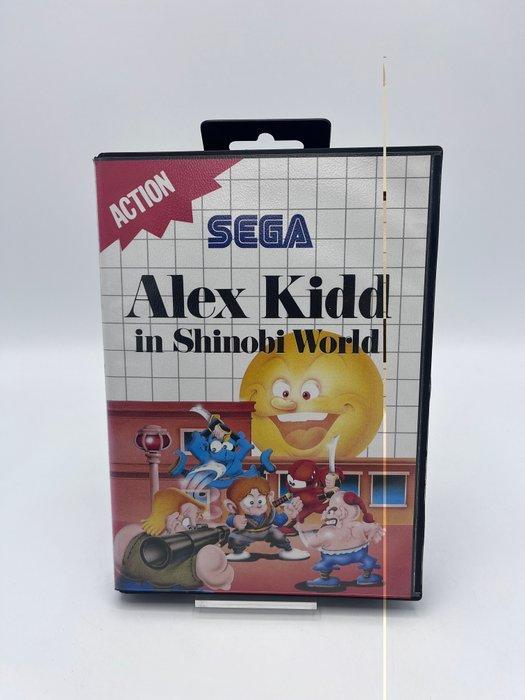 ACTION
SEGA
Alex Kidd
in Shinobi World